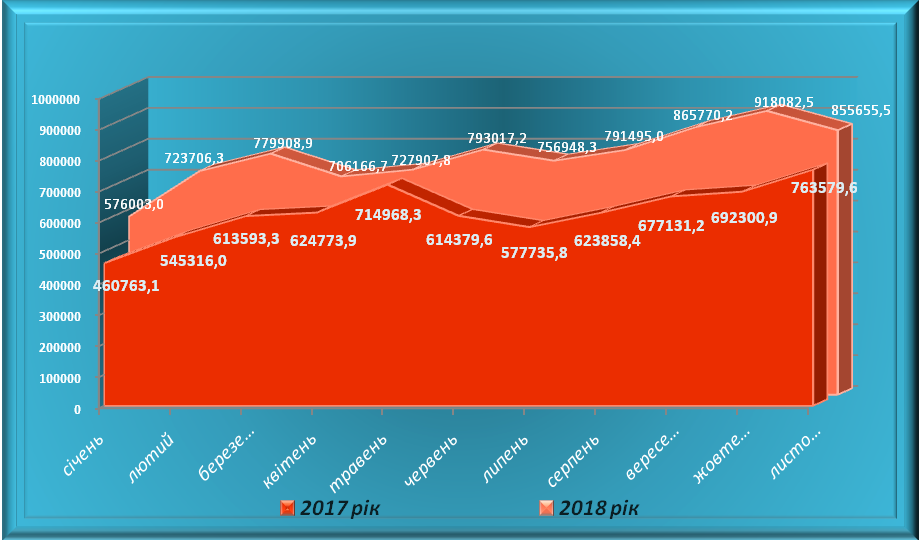 1000000
900000
800000
700000
600000
500000
400000
300000
200000
100000
0
576003,0
723706,3
779908,9
706166,7
727907,8
793017,2
756948,3
791495,0
865770,2
918082,5
855655,5
460763,1
545316,0
613593,3
624773,9
714968,3
614379,6
577735,8
623858,4
677131,2
692300,9
763579,6
січень
лютий
березе...
квітень
травень
червень
липень
серпень
вересе...
жовте...
листо...
2017 рік
2018 рік